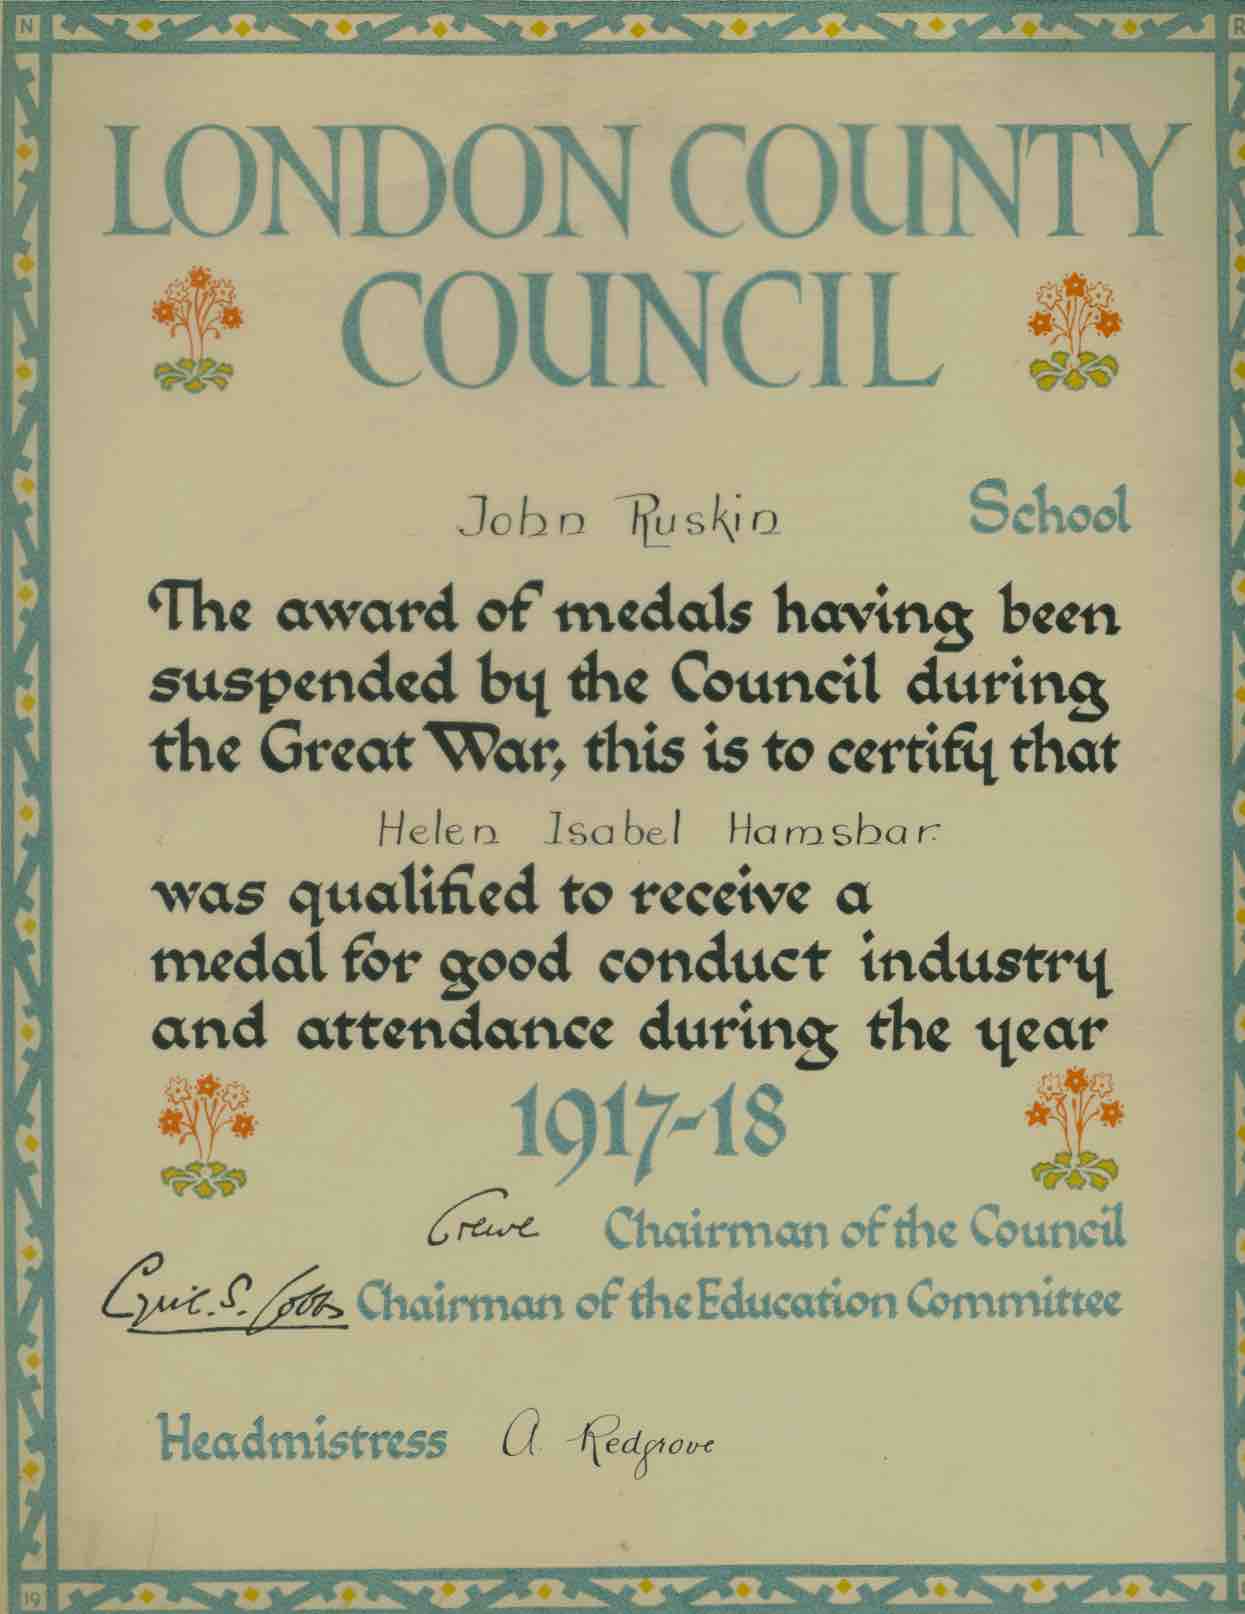 N R
LONDON COUNTY
COUNCIL
John Ruskin School
The award of medals having been
suspended by the Council during
the Great War, this is to certify that
Helen Isabel Hamshar
was qualified to receive a
medal for good conduct industry
and attendance during the year
1917-18
Crewe Chairman of the Council
Cyril.S.Cobbs Chairman of the Education Committee
Headmistress A Redgrove
19